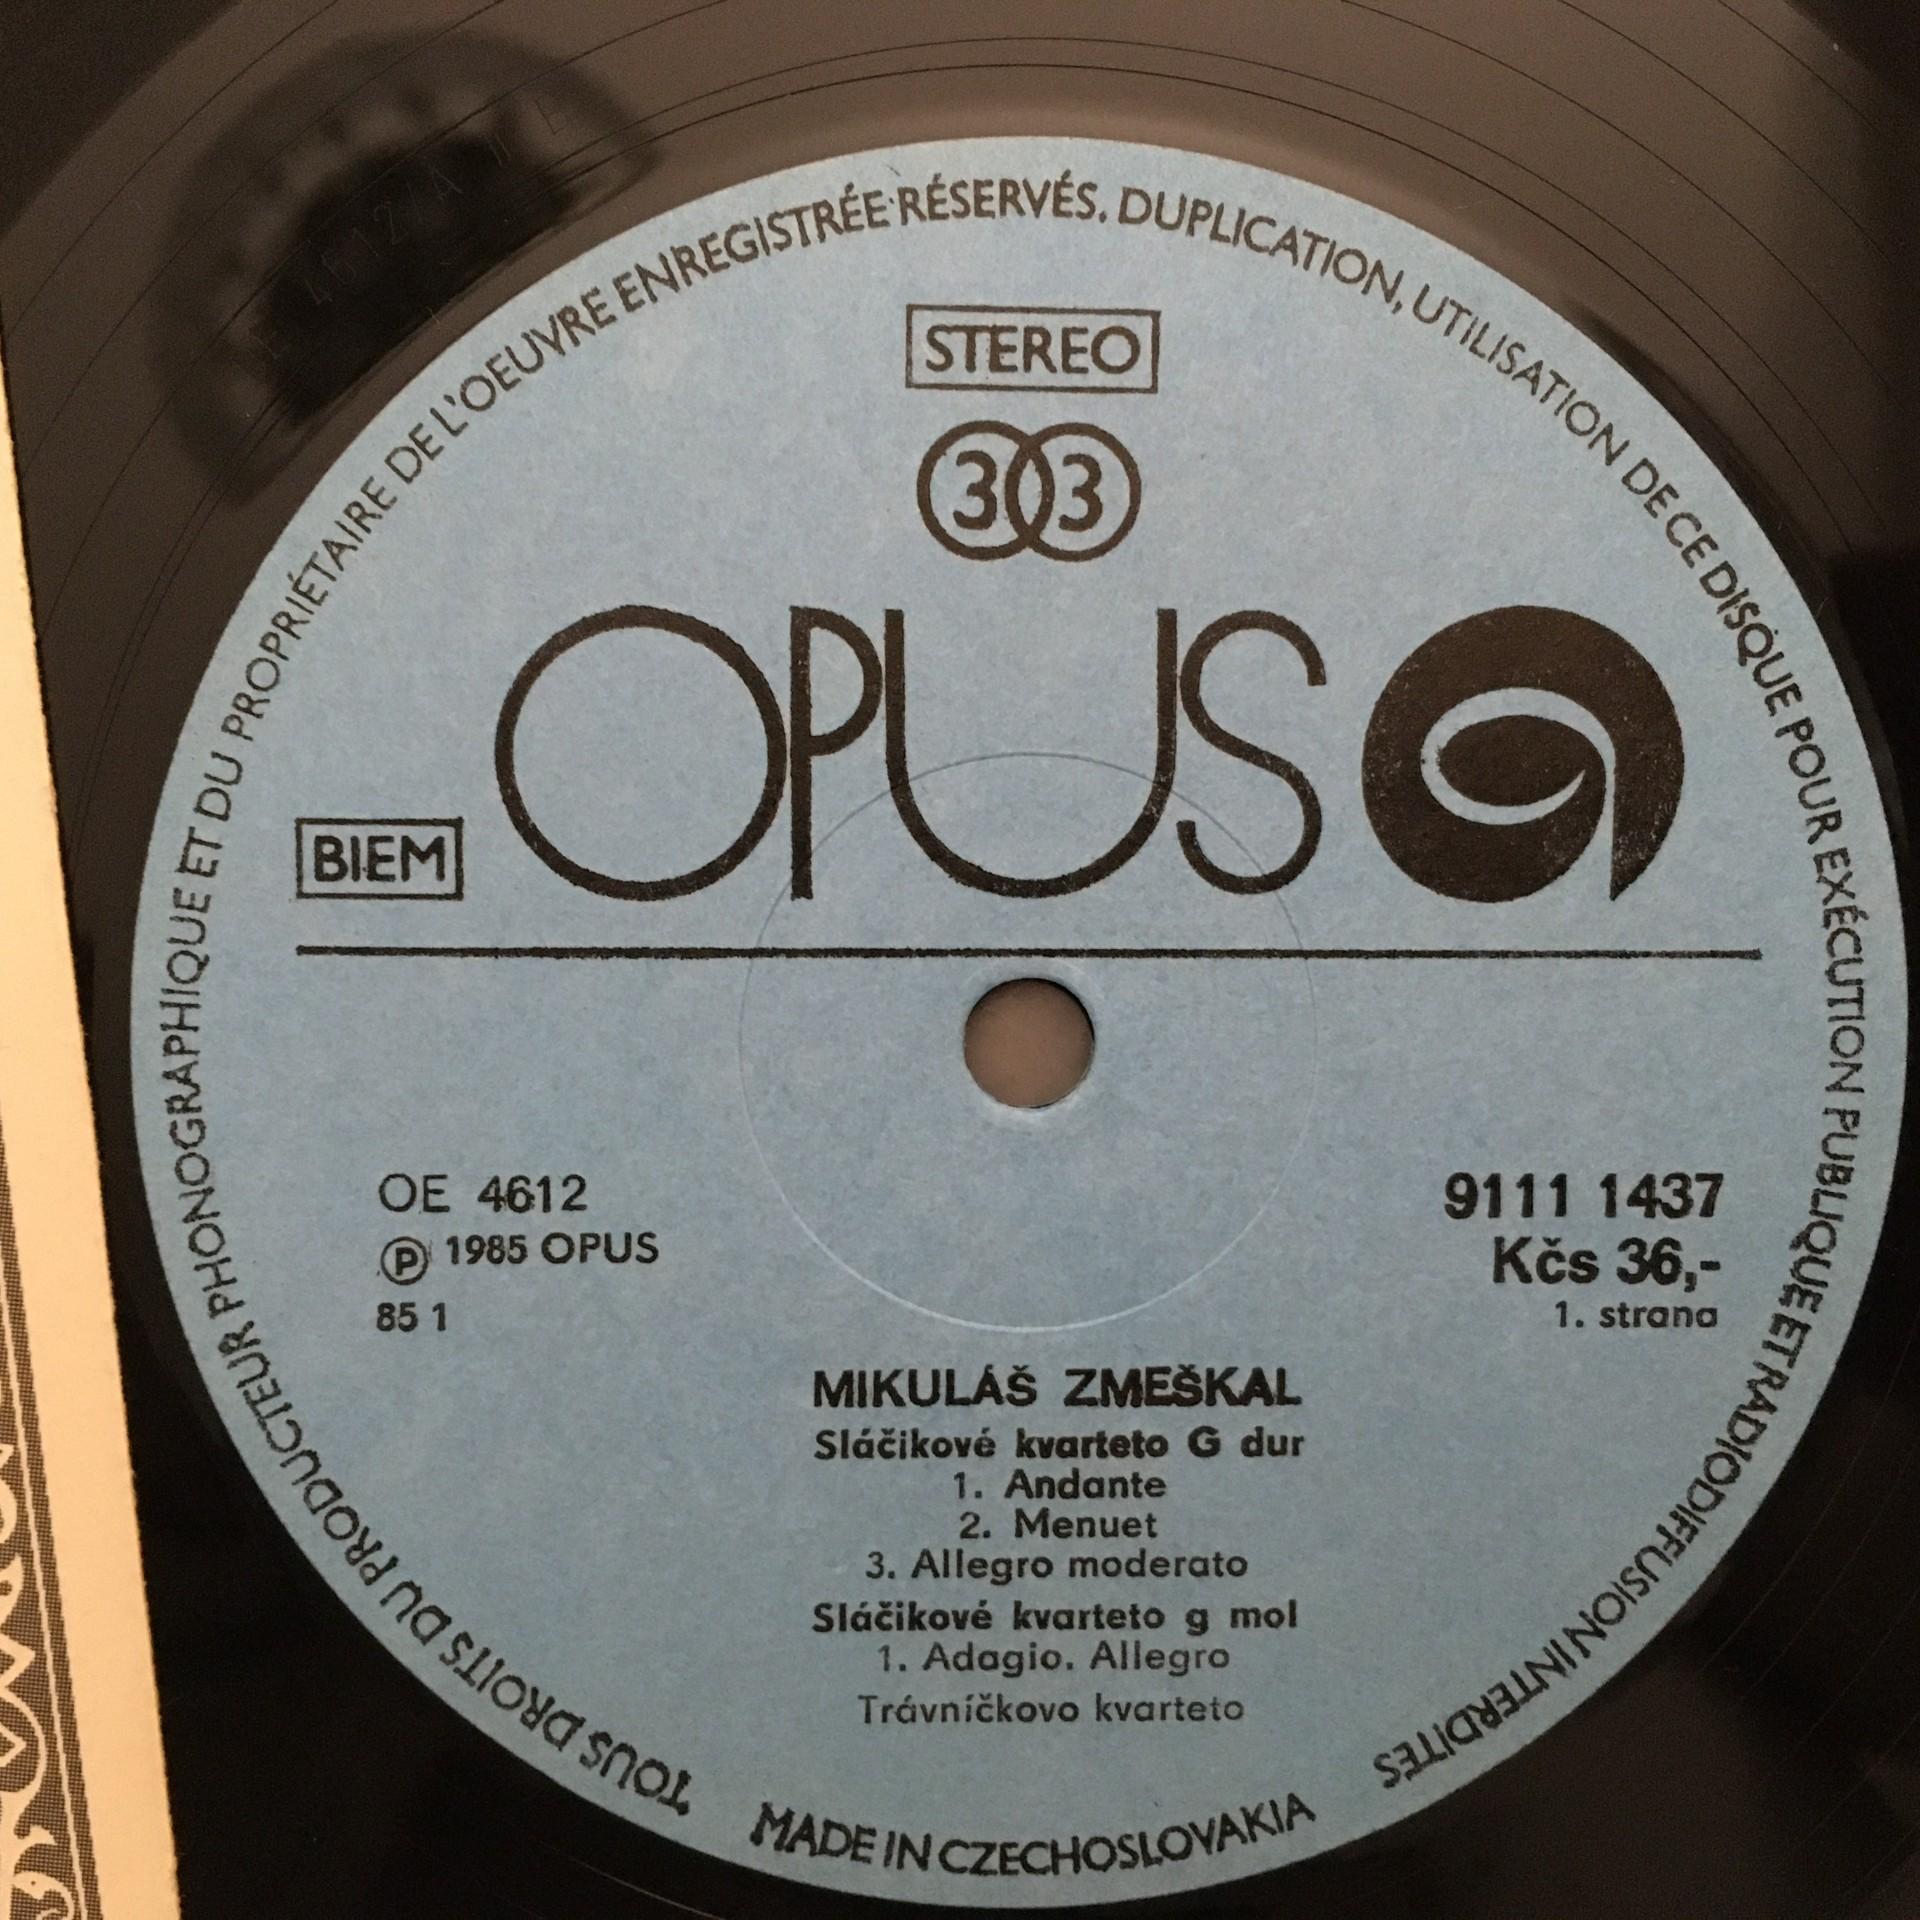 TOUS DROITS DU PRODUCTEUR PHONOGRAPHIQUE ET DU PROPRIÉTAIRE DE L'OEUVRE ENREGISTRÉE RÉSERVÉS. DUPLICATION, UTILISATION DE CE DISQUE POUR EXÉCUTION PUBLIQUE ET RADIODIFFUSION INTERDITES
STEREO
33
OPUS
BIEM
OE 4612
℗ 1985 OPUS
85 1
9111 1437
Kčs 36,-
1. strana
MIKULÁŠ ZMEŠKAL
Sláčikové kvarteto G dur
1. Andante
2. Menuet
3. Allegro moderato
Sláčikové kvarteto g mol
1. Adagio. Allegro
Trávníčkovo kvarteto
MADE IN CZECHOSLOVAKIA